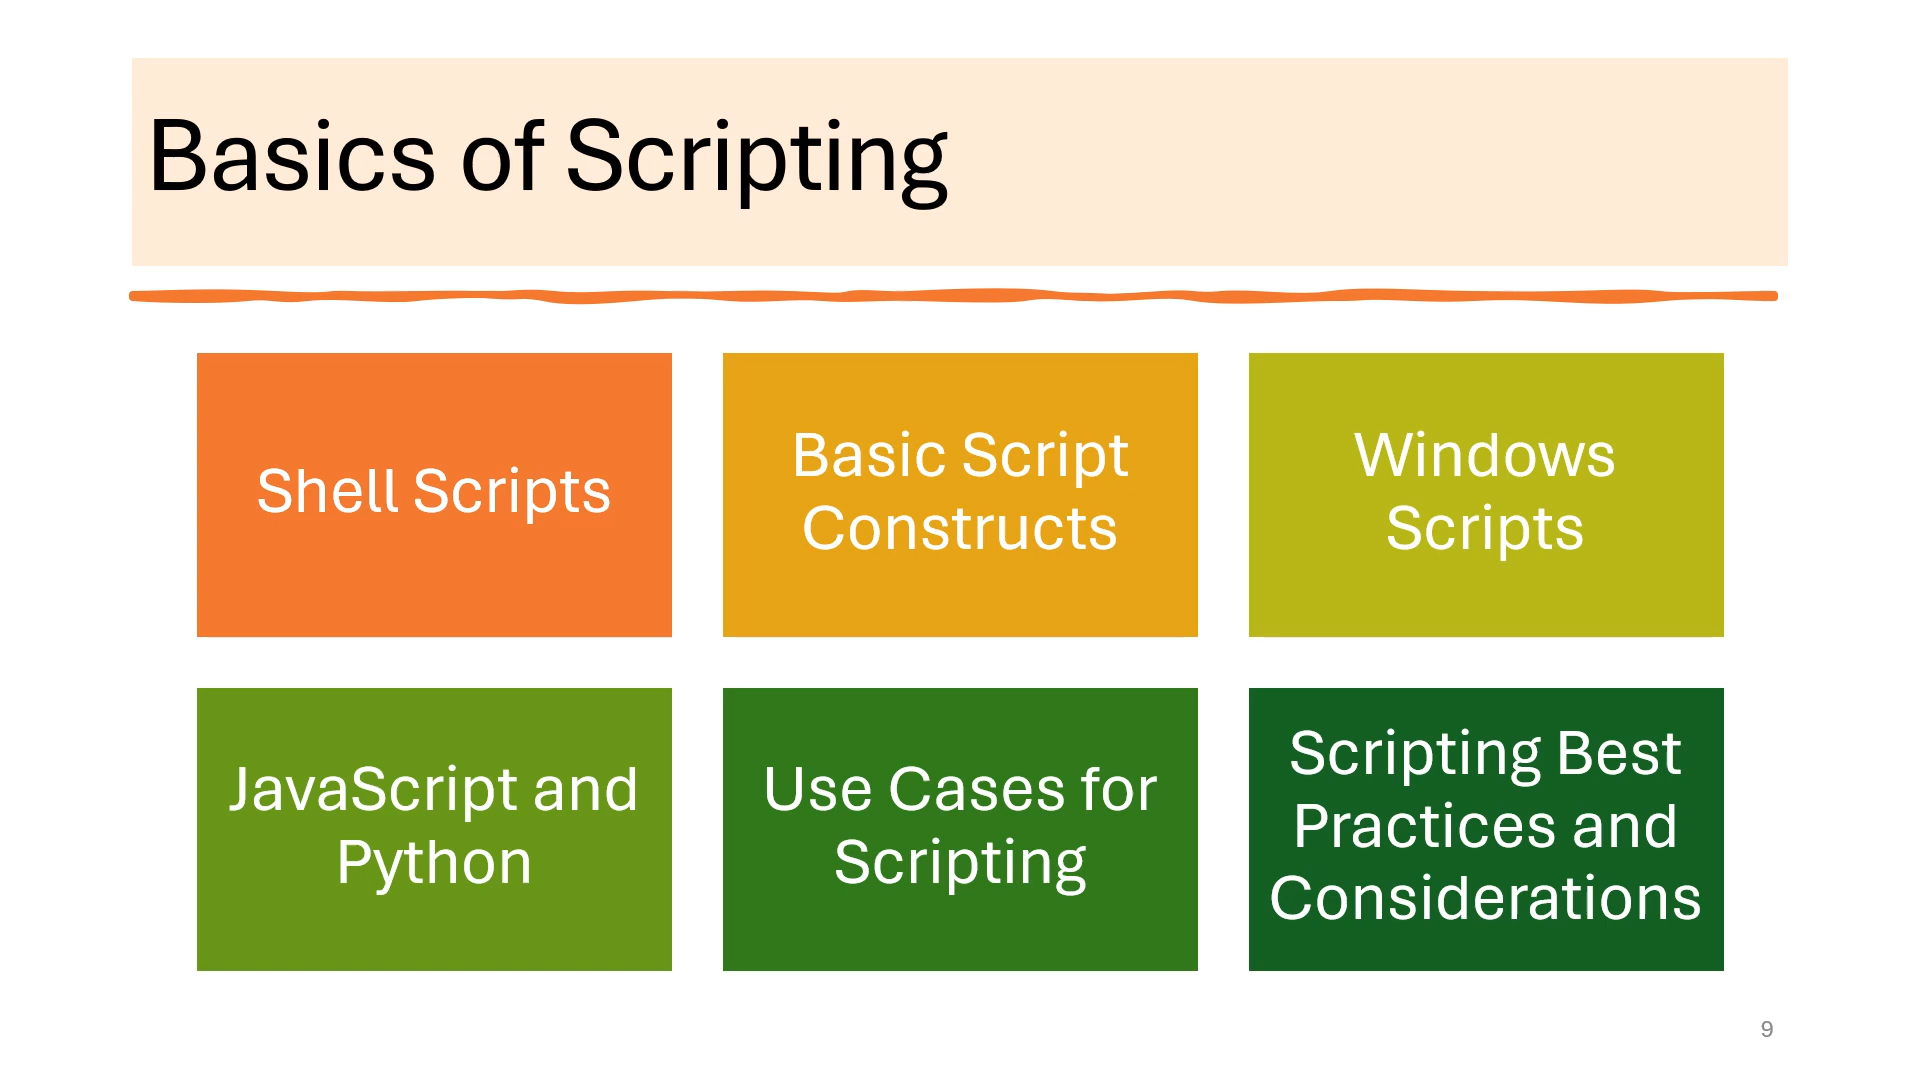 Basics of Scripting
Shell Scripts
Basic Script
Constructs
Windows
Scripts
JavaScript and
Python
Use Cases for
Scripting
Scripting Best
Practices and
Considerations
9